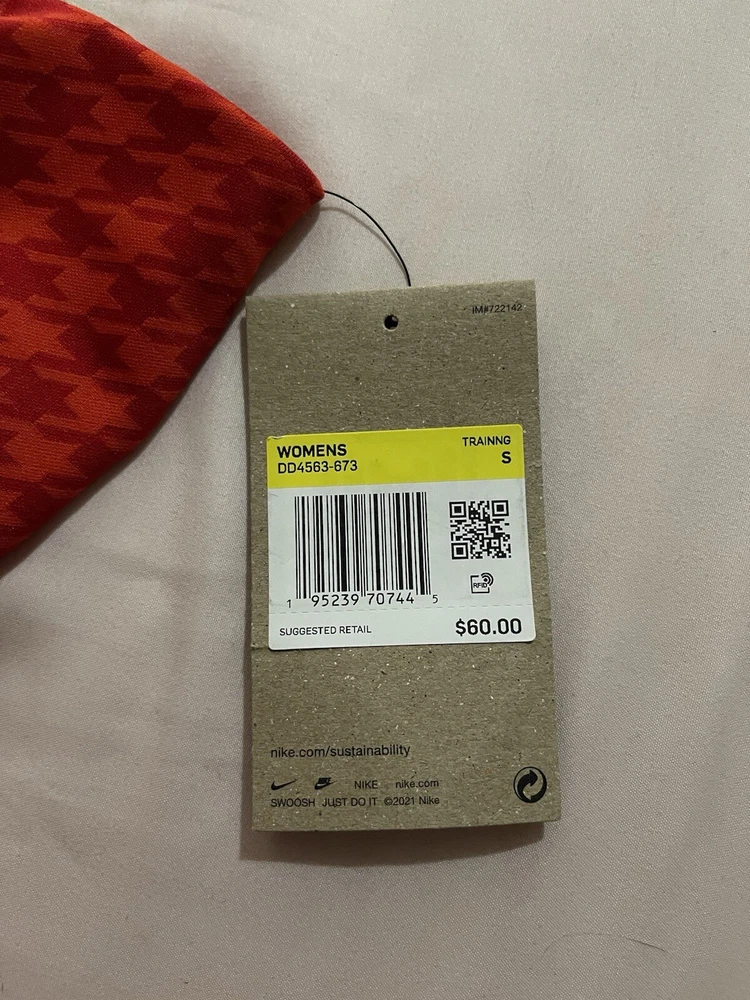 IM#722142
WOMENS TRAINNG
DD4563-673 S
RFID
1 95239 70744 5
SUGGESTED RETAIL $60.00
nike.com/sustainability
NIKE nike.com
SWOOSH JUST DO IT ©2021 Nike